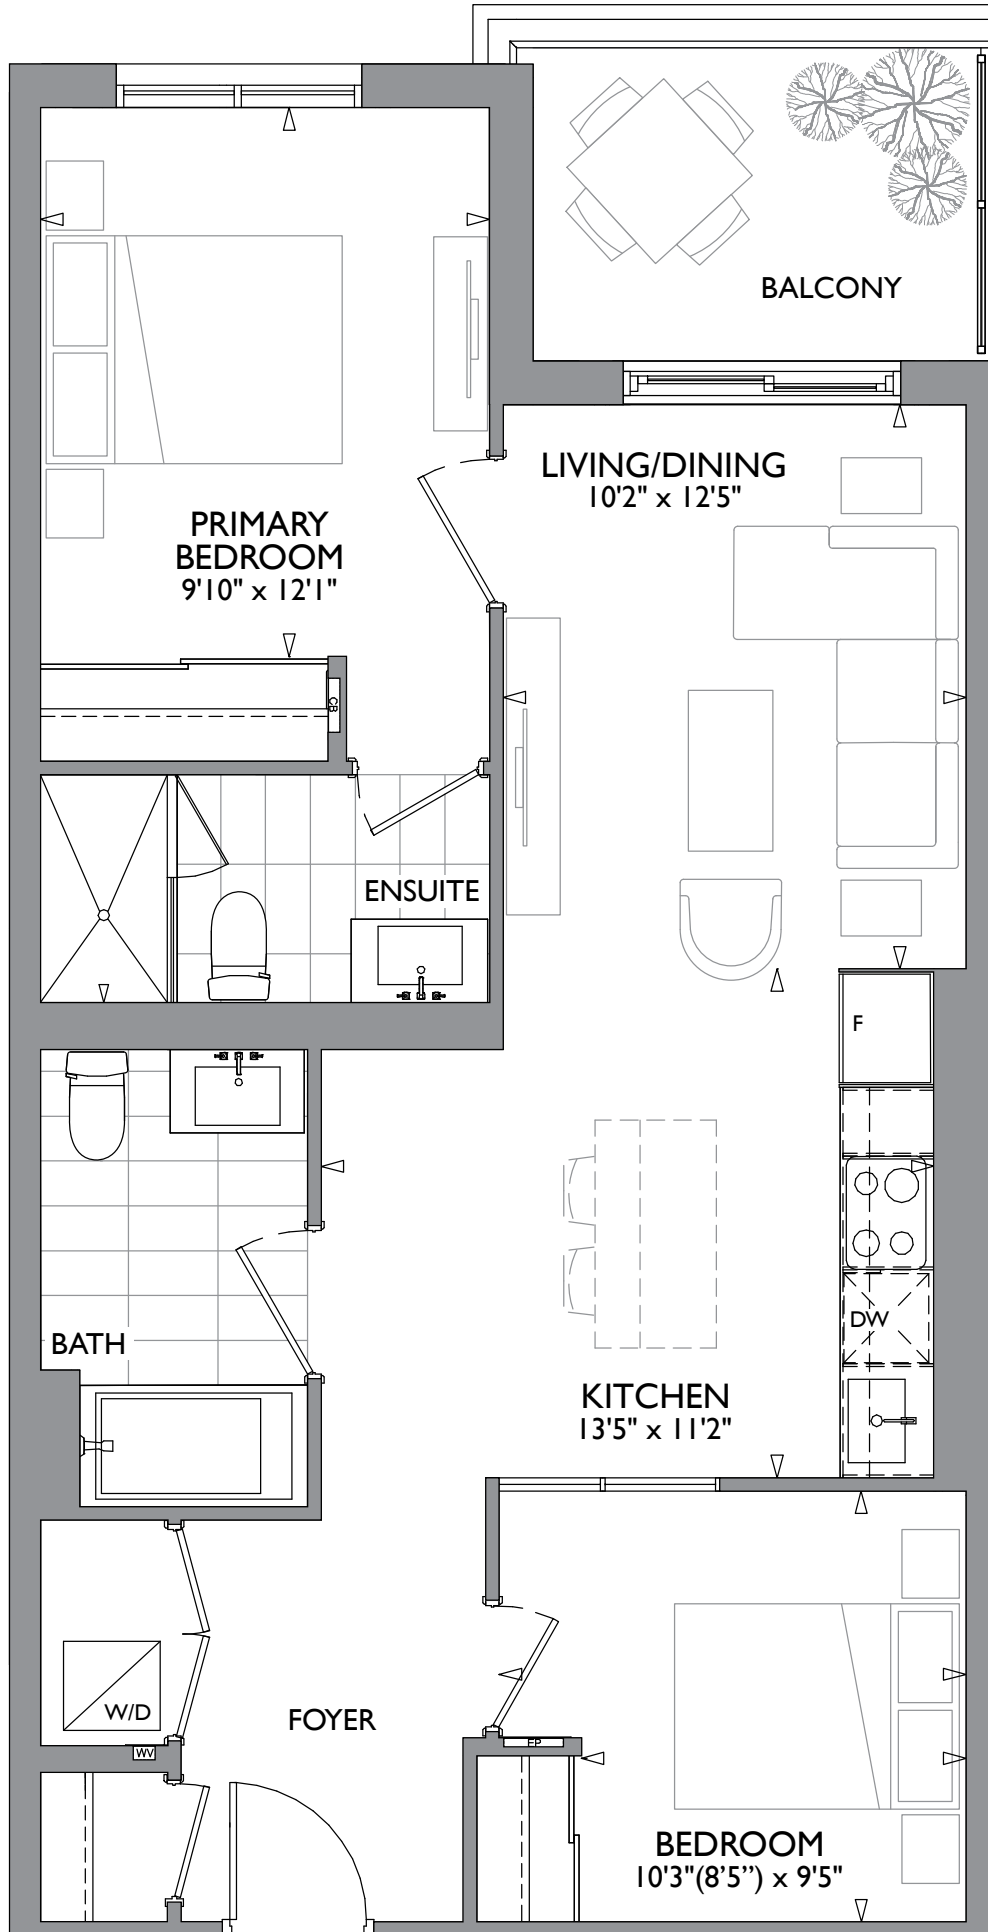 BALCONY
LIVING/DINING
10'2" x 12'5"
PRIMARY
BEDROOM
9'10" x 12'1"
CB
ENSUITE
F
BATH
DW
KITCHEN
13'5" x 11'2"
W/D
WV
FOYER
EP
BEDROOM
10'3"(8'5’’) x 9'5"